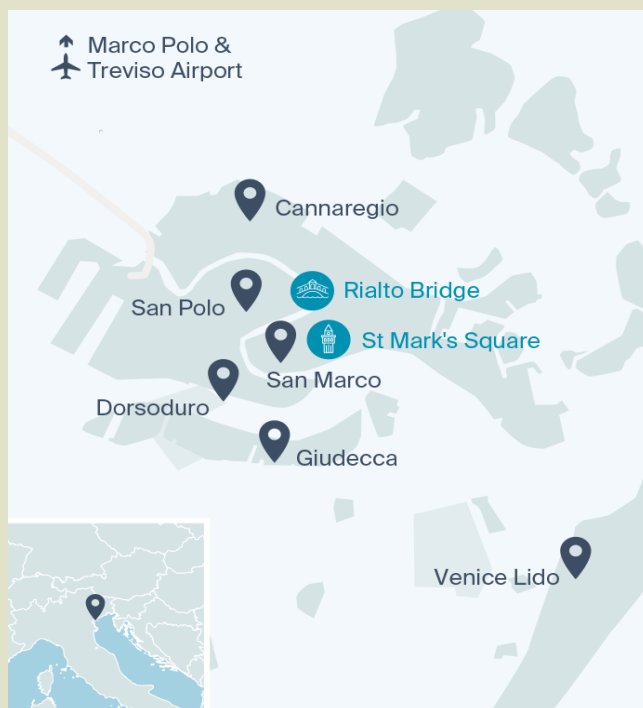 Marco Polo &
Treviso Airport
Cannaregio
Rialto Bridge
San Polo
St Mark's Square
San Marco
Dorsoduro
Giudecca
Venice Lido